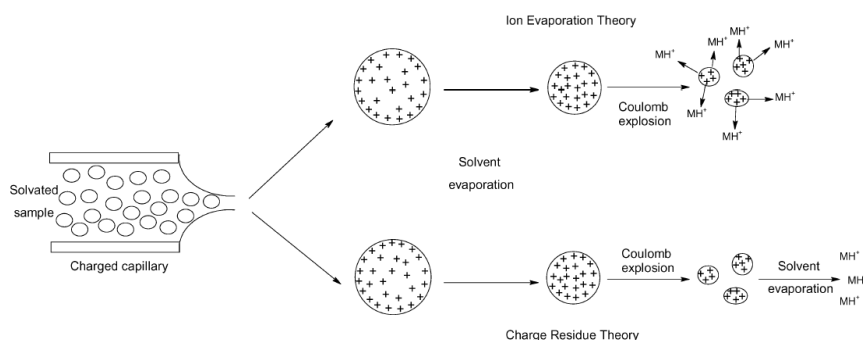 Ion Evaporation Theory
MH⁺
MH⁺
MH⁺
MH⁺
Coulomb
explosion
MH⁺
MH⁺
MH⁺
Solvent
evaporation
Solvated
sample
Charged capillary
Coulomb
explosion
Solvent
evaporation
MH⁺
MH
MH⁺
Charge Residue Theory